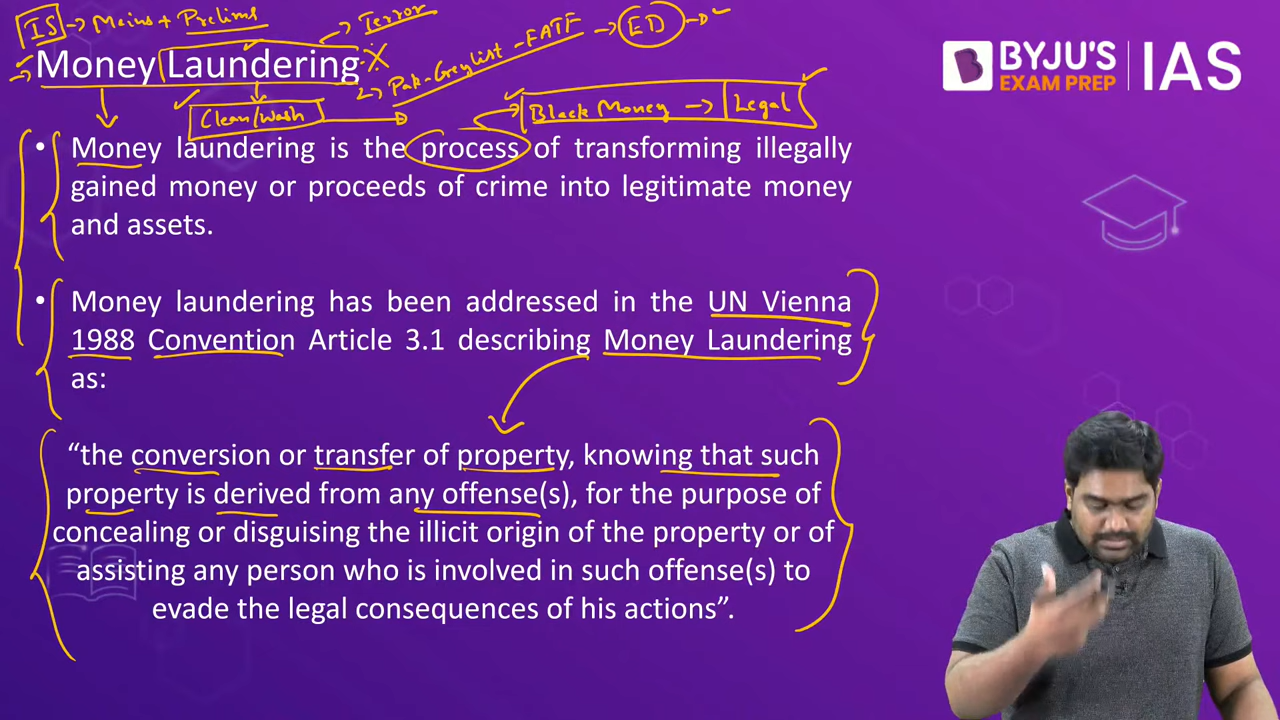 IS → Mains + Prelims
→ Terror
Money Laundering X
Pak-Grey list - FATF → ED
BYJU'S
EXAM PREP
IAS
Clean/Wash
Black Money → Legal
• Money laundering is the process of transforming illegally
gained money or proceeds of crime into legitimate money
and assets.
• Money laundering has been addressed in the UN Vienna
1988 Convention Article 3.1 describing Money Laundering
as:
“the conversion or transfer of property, knowing that such
property is derived from any offense(s), for the purpose of
concealing or disguising the illicit origin of the property or of
assisting any person who is involved in such offense(s) to
evade the legal consequences of his actions”.